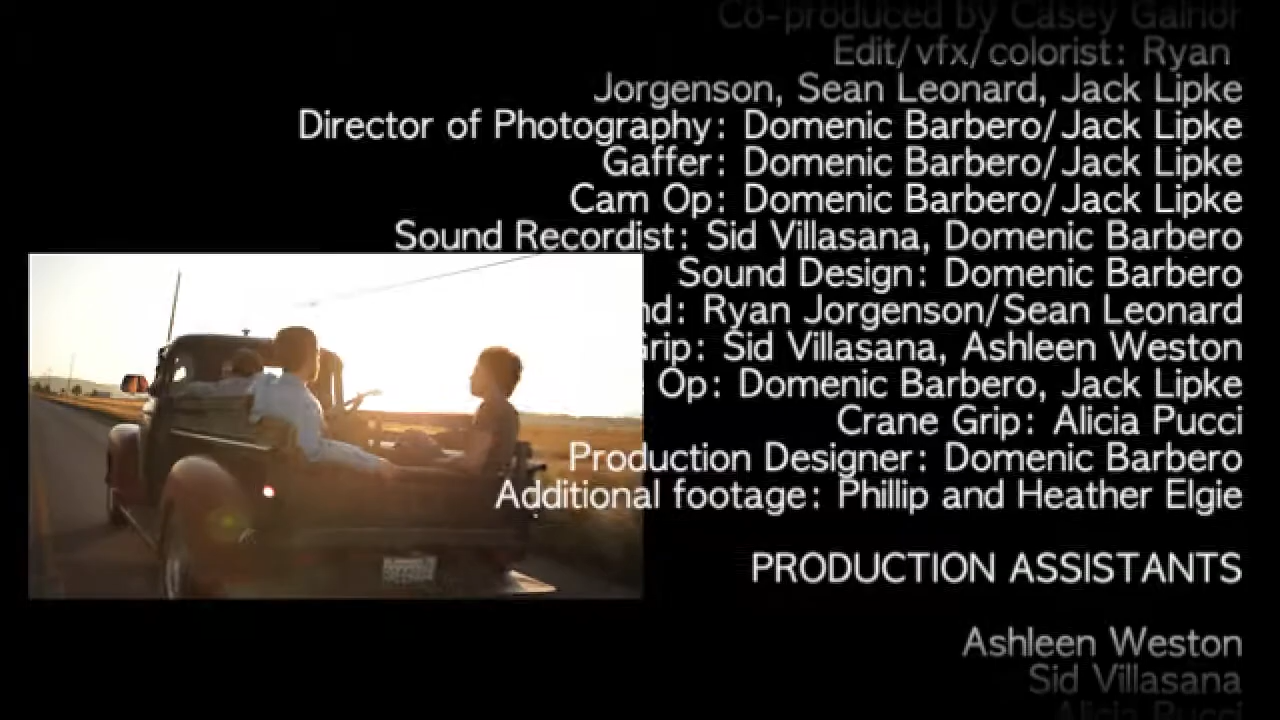 Co-produced by Casey
Edit/vfx/colorist: Ryan
Jorgenson, Sean Leonard, Jack Lipke
Director of Photography: Domenic Barbero/Jack Lipke
Gaffer: Domenic Barbero/Jack Lipke
Cam Op: Domenic Barbero/Jack Lipke
Sound Recordist: Sid Villasana, Domenic Barbero
Sound Design: Domenic Barbero
nd: Ryan Jorgenson/Sean Leonard
Grip: Sid Villasana, Ashleen Weston
Op: Domenic Barbero, Jack Lipke
Crane Grip: Alicia Pucci
Production Designer: Domenic Barbero
Additional footage: Phillip and Heather Elgie
PRODUCTION ASSISTANTS
Ashleen Weston
Sid Villasana
Alicia Pucci